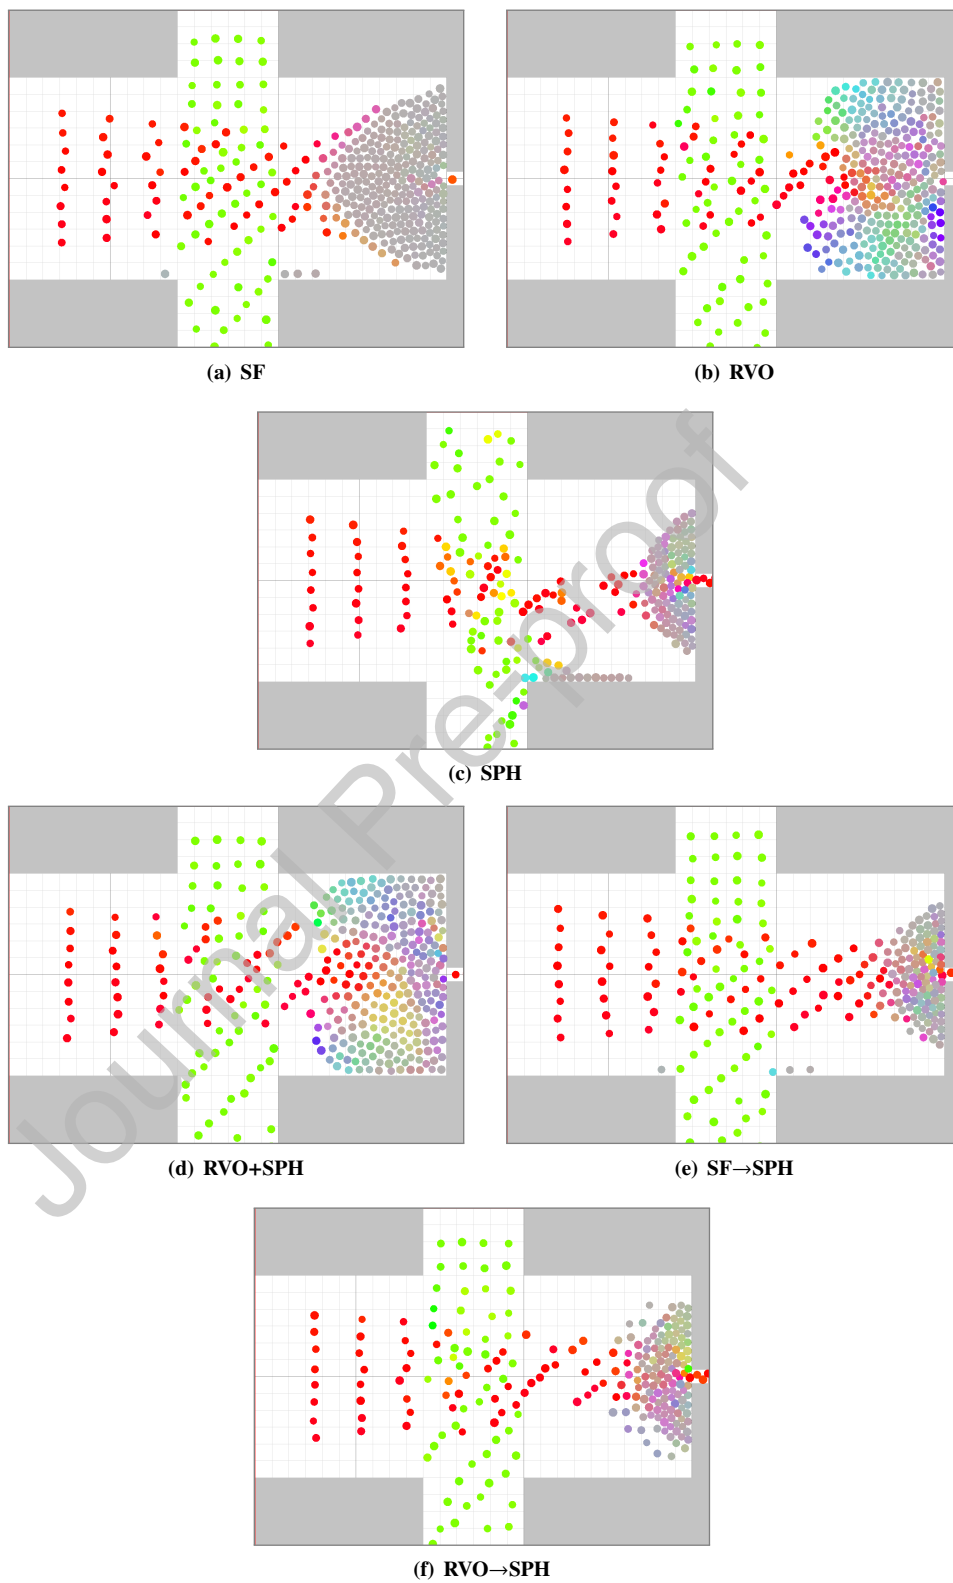 (a) SF
(b) RVO
(c) SPH
(d) RVO+SPH
(e) SF→SPH
(f) RVO→SPH
Journal Pre-proof